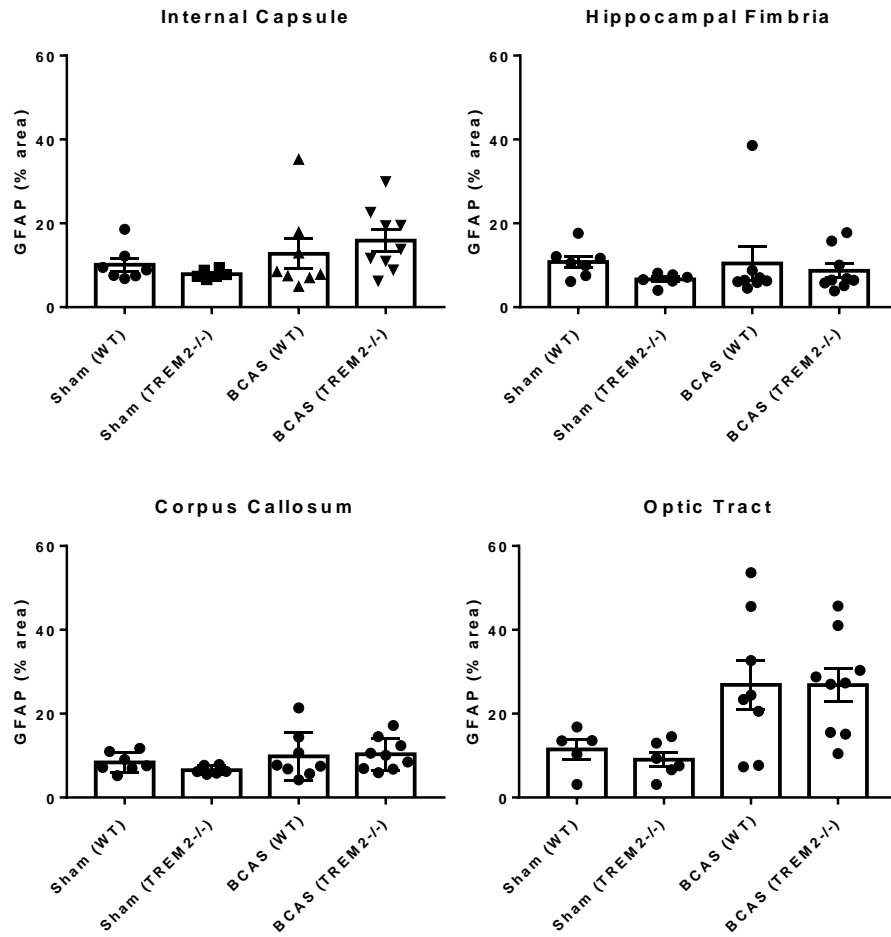 Internal Capsule
GFAP (% area)
60
40
20
0
Sham (WT)
Sham (TREM2-/-)
BCAS (WT)
BCAS (TREM2-/-)
Hippocampal Fimbria
GFAP (% area)
60
40
20
0
Sham (WT)
Sham (TREM2-/-)
BCAS (WT)
BCAS (TREM2-/-)
Corpus Callosum
GFAP (% area)
60
40
20
0
Sham (WT)
Sham (TREM2-/-)
BCAS (WT)
BCAS (TREM2-/-)
Optic Tract
GFAP (% area)
60
40
20
0
Sham (WT)
Sham (TREM2-/-)
BCAS (WT)
BCAS (TREM2-/-)